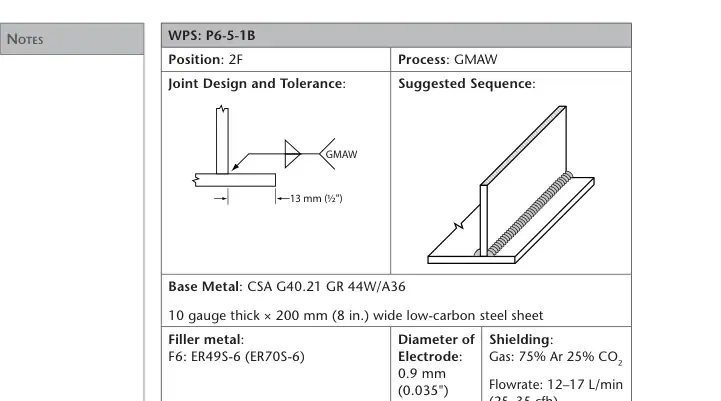 NOTES
WPS: P6-5-1B
Position: 2F
Process: GMAW
Joint Design and Tolerance:
GMAW
13 mm (½")
Suggested Sequence:
Base Metal: CSA G40.21 GR 44W/A36
10 gauge thick × 200 mm (8 in.) wide low-carbon steel sheet
Filler metal:
F6: ER49S-6 (ER70S-6)
Diameter of
Electrode:
0.9 mm
(0.035")
Shielding:
Gas: 75% Ar 25% CO₂
Flowrate: 12–17 L/min
(25–35 cfh)